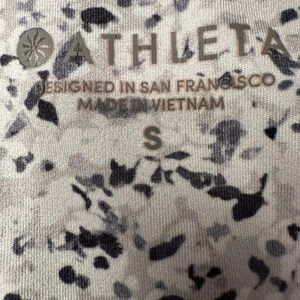 ATHLETA
DESIGNED IN SAN FRANCISCO
MADE IN VIETNAM
S